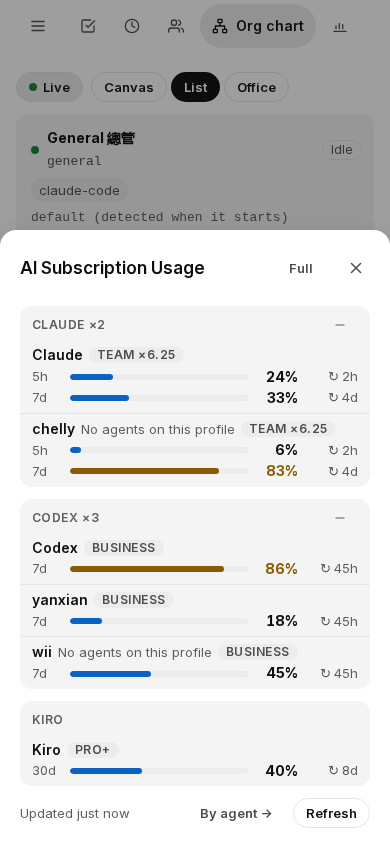 Org chart
Live
Canvas
List
Office
General 總管
general
Idle
claude-code
default (detected when it starts)
AI Subscription Usage
Full
CLAUDE ×2
Claude TEAM ×6.25
5h 24% ↻ 2h
7d 33% ↻ 4d
chelly No agents on this profile TEAM ×6.25
5h 6% ↻ 2h
7d 83% ↻ 4d
CODEX ×3
Codex BUSINESS
7d 86% ↻ 45h
yanxian BUSINESS
7d 18% ↻ 45h
wii No agents on this profile BUSINESS
7d 45% ↻ 45h
KIRO
Kiro PRO+
30d 40% ↻ 8d
Updated just now
By agent →
Refresh